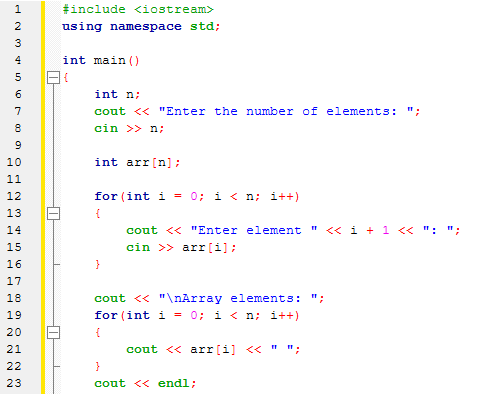 1 #include <iostream>
2 using namespace std;
3
4 int main()
5 {
6 int n;
7 cout << "Enter the number of elements: ";
8 cin >> n;
9
10 int arr[n];
11
12 for(int i = 0; i < n; i++)
13 {
14 cout << "Enter element " << i + 1 << ": ";
15 cin >> arr[i];
16 }
17
18 cout << "\nArray elements: ";
19 for(int i = 0; i < n; i++)
20 {
21 cout << arr[i] << " ";
22 }
23 cout << endl;